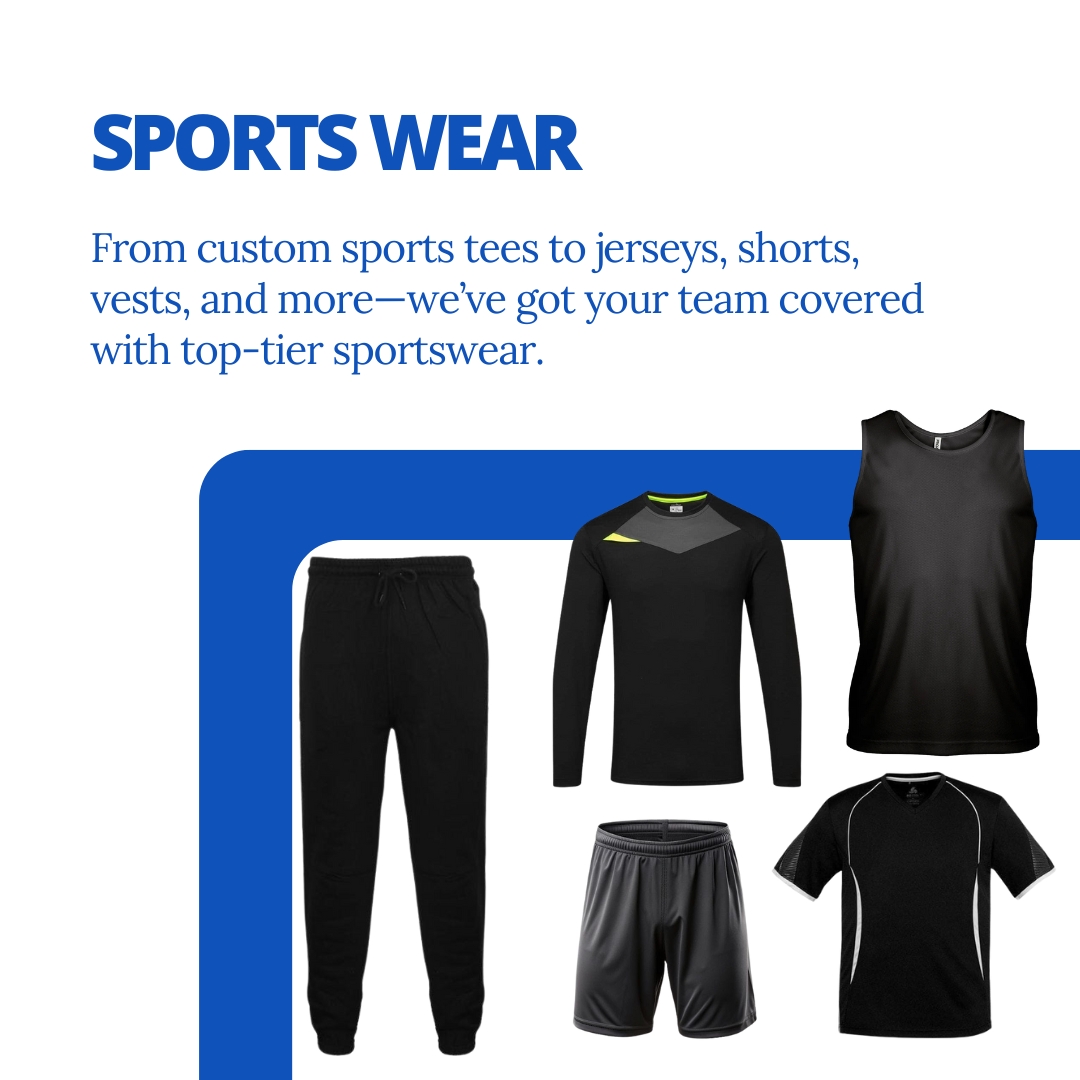 SPORTS WEAR
From custom sports tees to jerseys, shorts,
vests, and more—we’ve got your team covered
with top-tier sportswear.